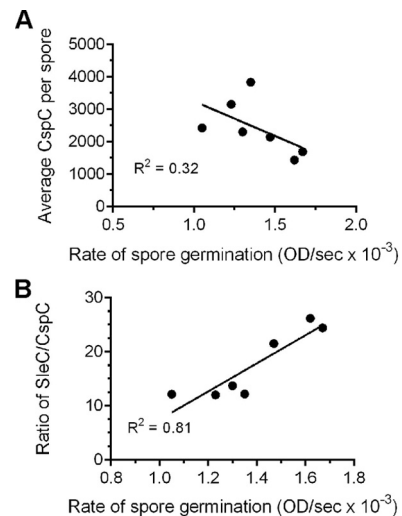 A
Average CspC per spore
5000
4000
3000
2000
1000
0
R² = 0.32
0.5 1.0 1.5 2.0
Rate of spore germination (OD/sec x 10⁻³)
B
Ratio of SleC/CspC
30
20
10
0
R² = 0.81
0.8 1.0 1.2 1.4 1.6 1.8
Rate of spore germination (OD/sec x 10⁻³)